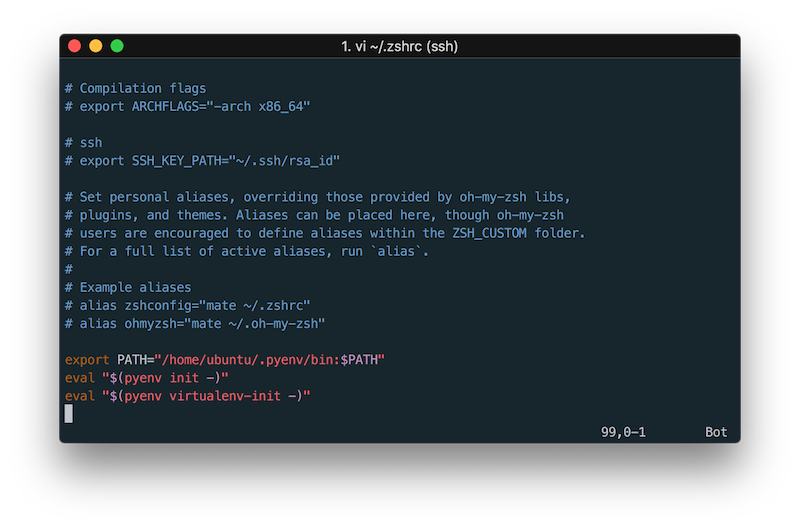 1. vi ~/.zshrc (ssh)
# Compilation flags
# export ARCHFLAGS="-arch x86_64"
# ssh
# export SSH_KEY_PATH="~/.ssh/rsa_id"
# Set personal aliases, overriding those provided by oh-my-zsh libs,
# plugins, and themes. Aliases can be placed here, though oh-my-zsh
# users are encouraged to define aliases within the ZSH_CUSTOM folder.
# For a full list of active aliases, run `alias`.
#
# Example aliases
# alias zshconfig="mate ~/.zshrc"
# alias ohmyzsh="mate ~/.oh-my-zsh"
export PATH="/home/ubuntu/.pyenv/bin:$PATH"
eval "$(pyenv init -)"
eval "$(pyenv virtualenv-init -)"
99,0-1 Bot